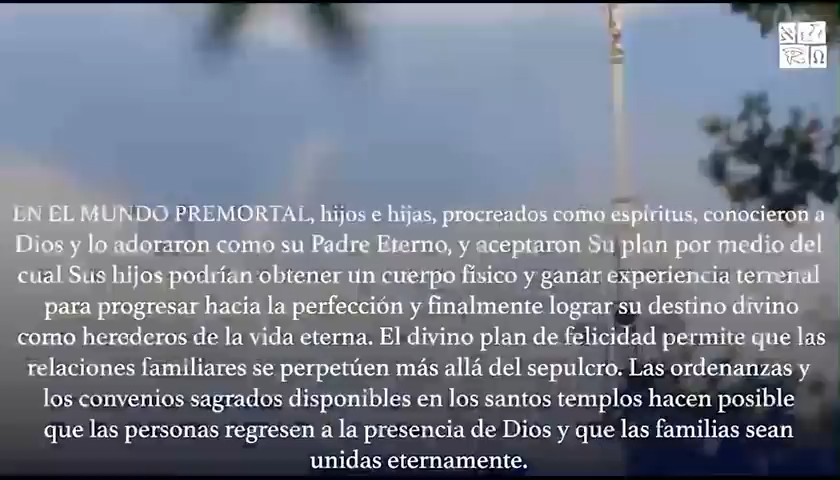 EN EL MUNDO PREMORTAL, hijos e hijas, procreados como espíritus, conocieron a
Dios y lo adoraron como su Padre Eterno, y aceptaron Su plan por medio del
cual Sus hijos podrían obtener un cuerpo físico y ganar experiencia terrenal
para progresar hacia la perfección y finalmente lograr su destino divino
como herederos de la vida eterna. El divino plan de felicidad permite que las
relaciones familiares se perpetúen más allá del sepulcro. Las ordenanzas y
los convenios sagrados disponibles en los santos templos hacen posible
que las personas regresen a la presencia de Dios y que las familias sean
unidas eternamente.